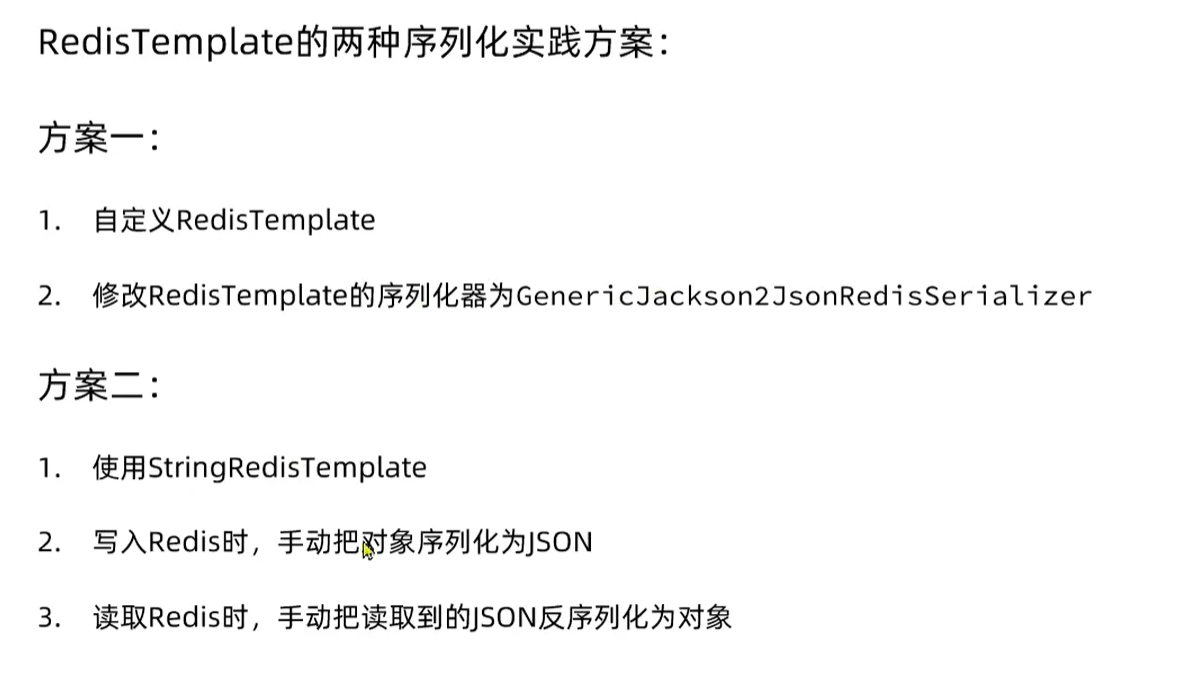 RedisTemplate的两种序列化实践方案：
方案一：
1. 自定义RedisTemplate
2. 修改RedisTemplate的序列化器为GenericJackson2JsonRedisSerializer
方案二：
1. 使用StringRedisTemplate
2. 写入Redis时，手动把对象序列化为JSON
3. 读取Redis时，手动把读取到的JSON反序列化为对象